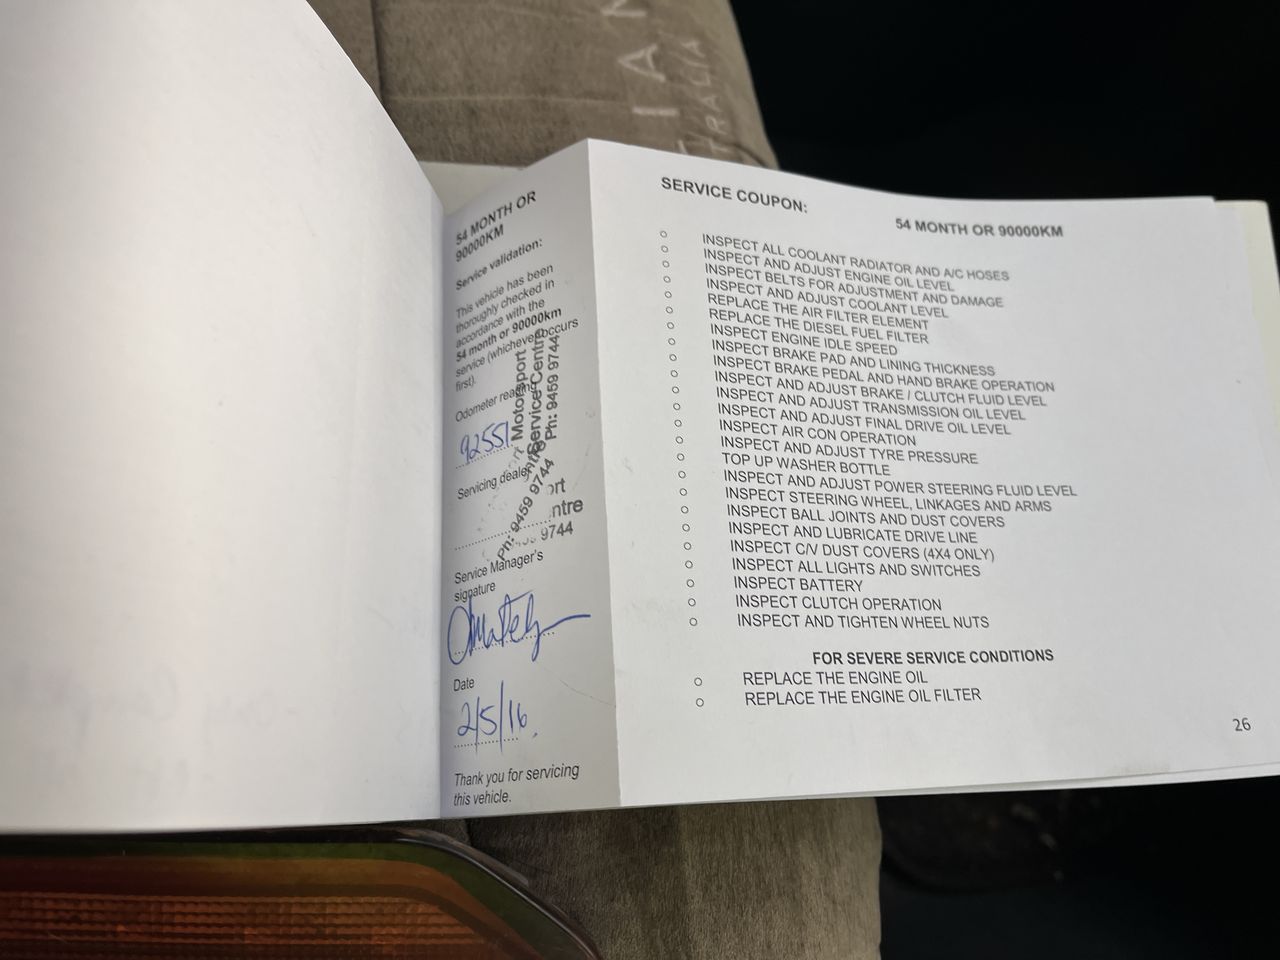 54 MONTH OR
90000KM
Service validation:
This vehicle has been
thoroughly checked in
accordance with the
54 month or 90000km
service (whichever occurs
first).
Odometer reading
92551
Motorsport
Service Centre
Ph: 9459 9744
Servicing dealer
Ph: 9459 9744
ort
ntre
9744
Service Manager's
signature
Date
2/5/16.
Thank you for servicing
this vehicle.
SERVICE COUPON:
54 MONTH OR 90000KM
INSPECT ALL COOLANT RADIATOR AND A/C HOSES
INSPECT AND ADJUST ENGINE OIL LEVEL
INSPECT BELTS FOR ADJUSTMENT AND DAMAGE
INSPECT AND ADJUST COOLANT LEVEL
REPLACE THE AIR FILTER ELEMENT
REPLACE THE DIESEL FUEL FILTER
INSPECT ENGINE IDLE SPEED
INSPECT BRAKE PAD AND LINING THICKNESS
INSPECT BRAKE PEDAL AND HAND BRAKE OPERATION
INSPECT AND ADJUST BRAKE / CLUTCH FLUID LEVEL
INSPECT AND ADJUST TRANSMISSION OIL LEVEL
INSPECT AND ADJUST FINAL DRIVE OIL LEVEL
INSPECT AIR CON OPERATION
INSPECT AND ADJUST TYRE PRESSURE
TOP UP WASHER BOTTLE
INSPECT AND ADJUST POWER STEERING FLUID LEVEL
INSPECT STEERING WHEEL, LINKAGES AND ARMS
INSPECT BALL JOINTS AND DUST COVERS
INSPECT AND LUBRICATE DRIVE LINE
INSPECT C/V DUST COVERS (4X4 ONLY)
INSPECT ALL LIGHTS AND SWITCHES
INSPECT BATTERY
INSPECT CLUTCH OPERATION
INSPECT AND TIGHTEN WHEEL NUTS
FOR SEVERE SERVICE CONDITIONS
REPLACE THE ENGINE OIL
REPLACE THE ENGINE OIL FILTER
26